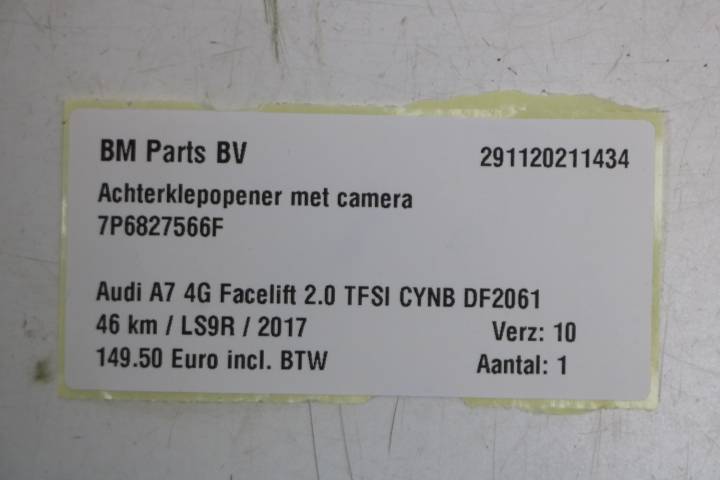 BM Parts BV 291120211434
Achterklepopener met camera
7P6827566F
Audi A7 4G Facelift 2.0 TFSI CYNB DF2061
46 km / LS9R / 2017 Verz: 10
149.50 Euro incl. BTW Aantal: 1